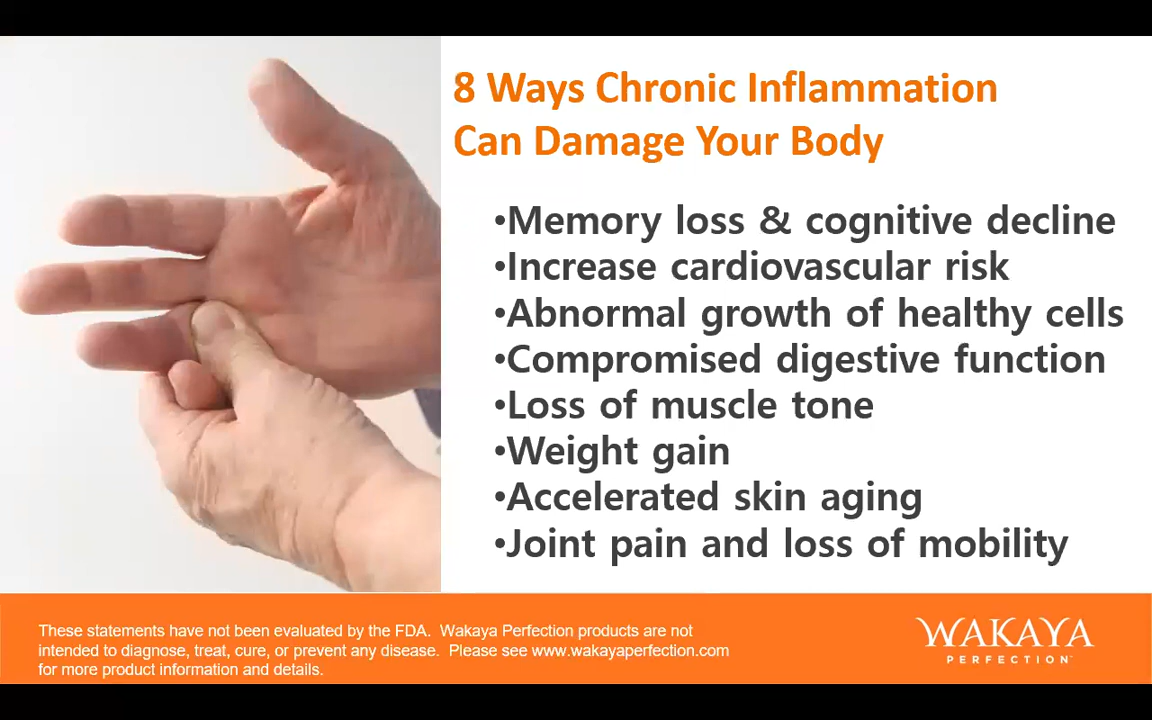 8 Ways Chronic Inflammation
Can Damage Your Body
•Memory loss & cognitive decline
•Increase cardiovascular risk
•Abnormal growth of healthy cells
•Compromised digestive function
•Loss of muscle tone
•Weight gain
•Accelerated skin aging
•Joint pain and loss of mobility
These statements have not been evaluated by the FDA.  Wakaya Perfection products are not
intended to diagnose, treat, cure, or prevent any disease.  Please see www.wakayaperfection.com
for more product information and details.
WAKAYA
PERFECTION™